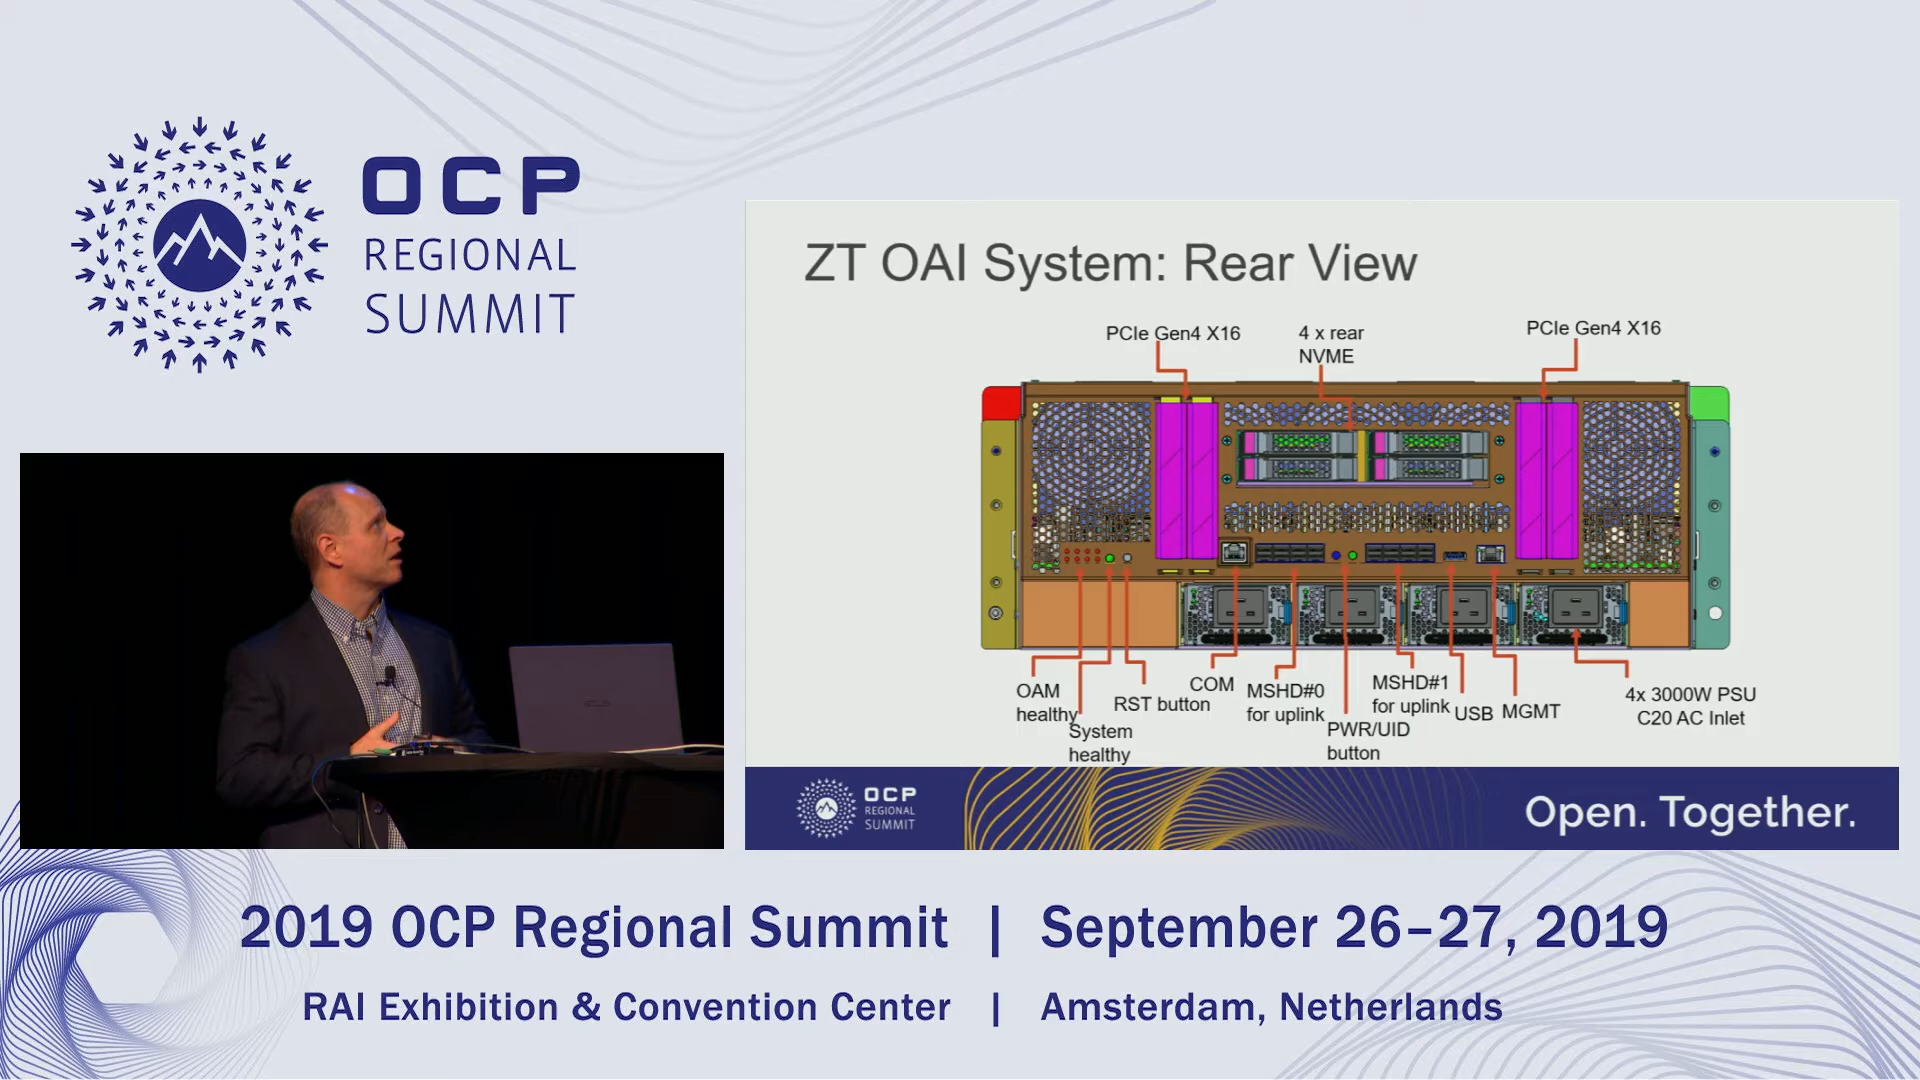 OCP
REGIONAL
SUMMIT
ZT OAI System: Rear View
PCIe Gen4 X16
4 x rear
NVME
PCIe Gen4 X16
OAM
healthy
System
healthy
RST button
COM
MSHD#0
for uplink
PWR/UID
button
MSHD#1
for uplink
USB
MGMT
4x 3000W PSU
C20 AC Inlet
OCP
REGIONAL
SUMMIT
Open. Together.
2019 OCP Regional Summit | September 26–27, 2019
RAI Exhibition & Convention Center | Amsterdam, Netherlands